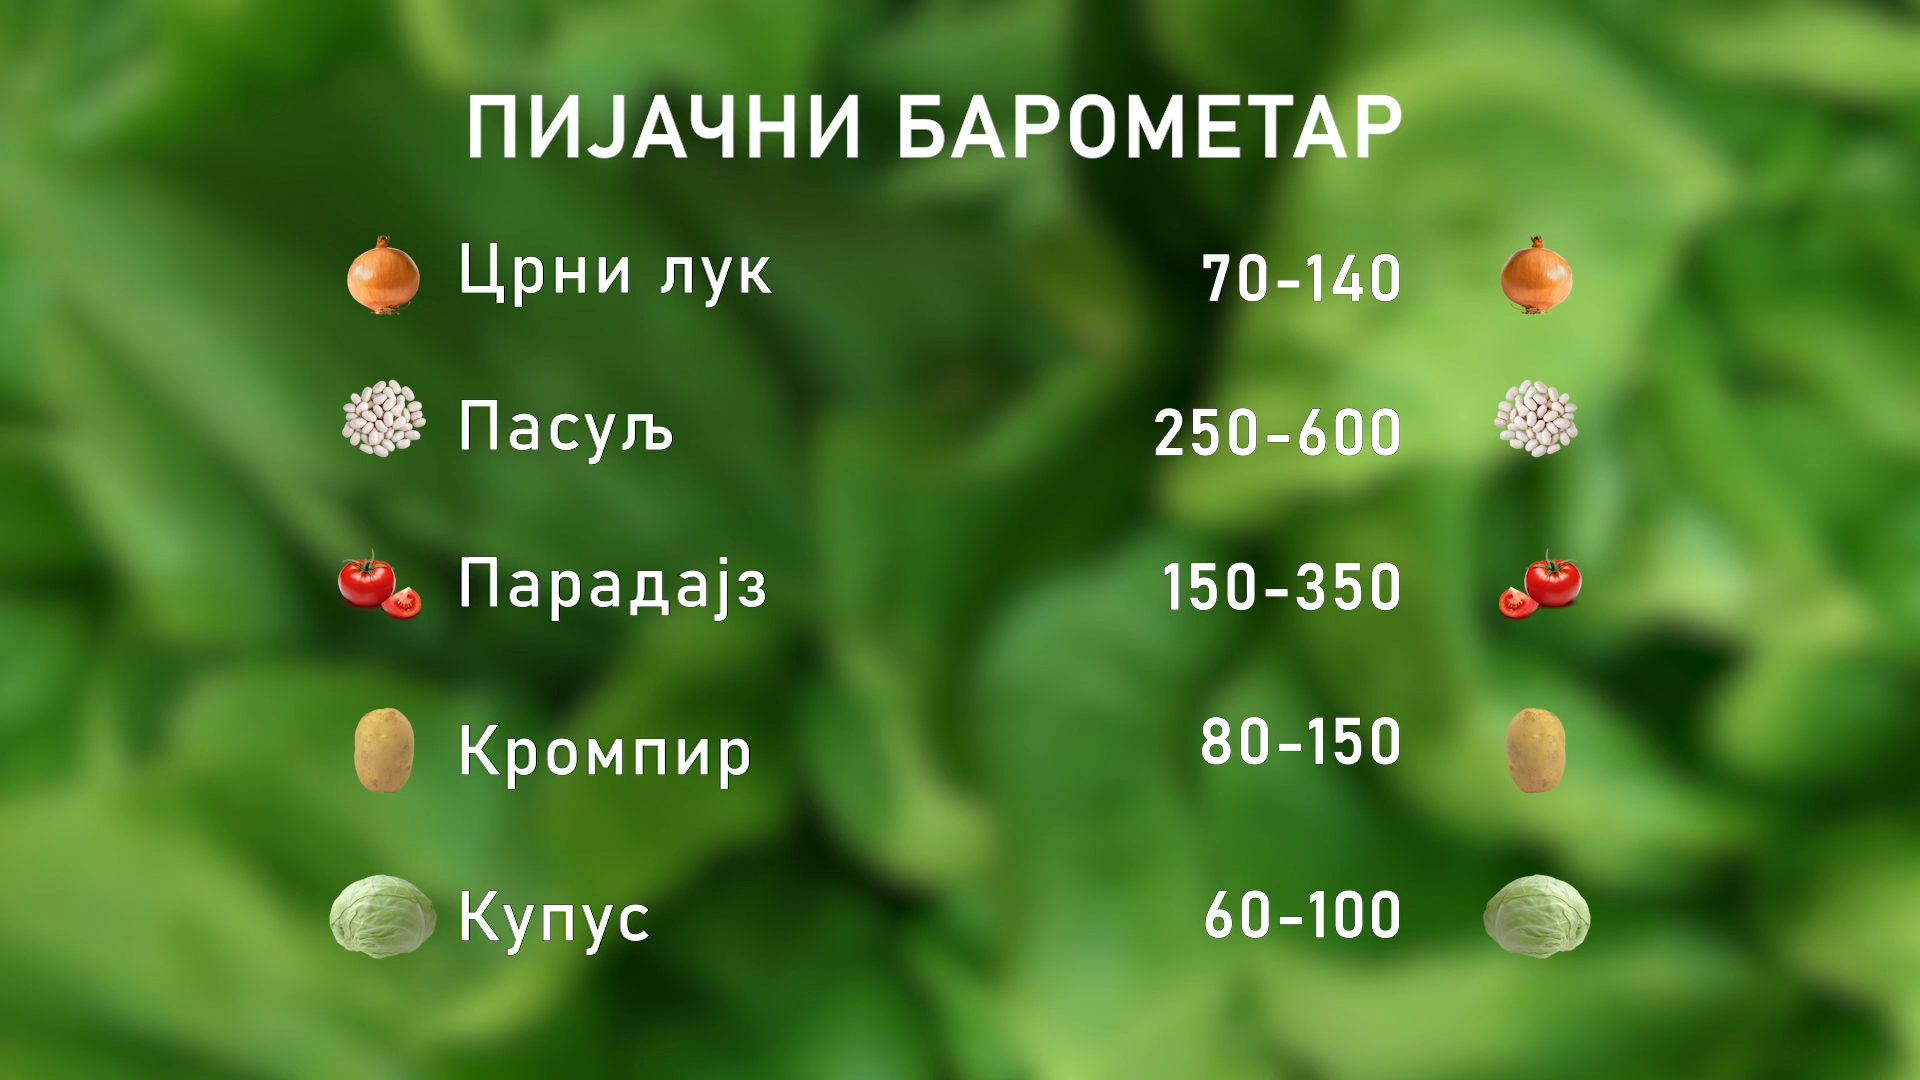 ПИЈАЧНИ БАРОМЕТАР
Црни лук 70-140
Пасуљ 250-600
Парадајз 150-350
Кромпир 80-150
Купус 60-100